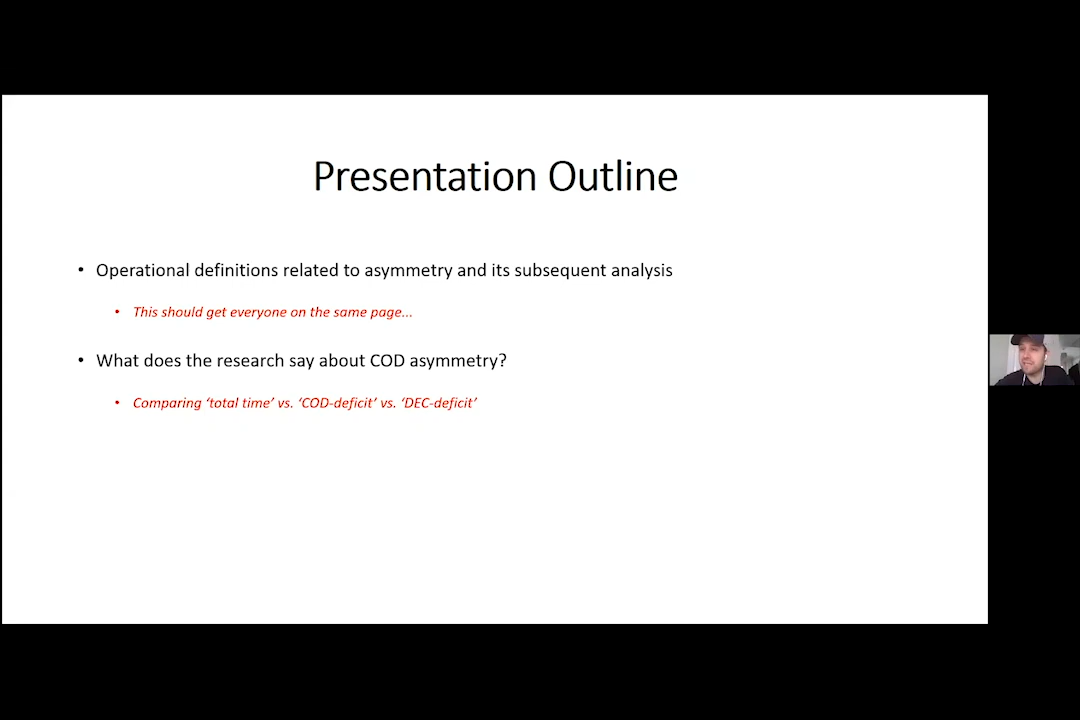 Presentation Outline
• Operational definitions related to asymmetry and its subsequent analysis
• This should get everyone on the same page...
• What does the research say about COD asymmetry?
• Comparing ‘total time’ vs. ‘COD-deficit’ vs. ‘DEC-deficit’